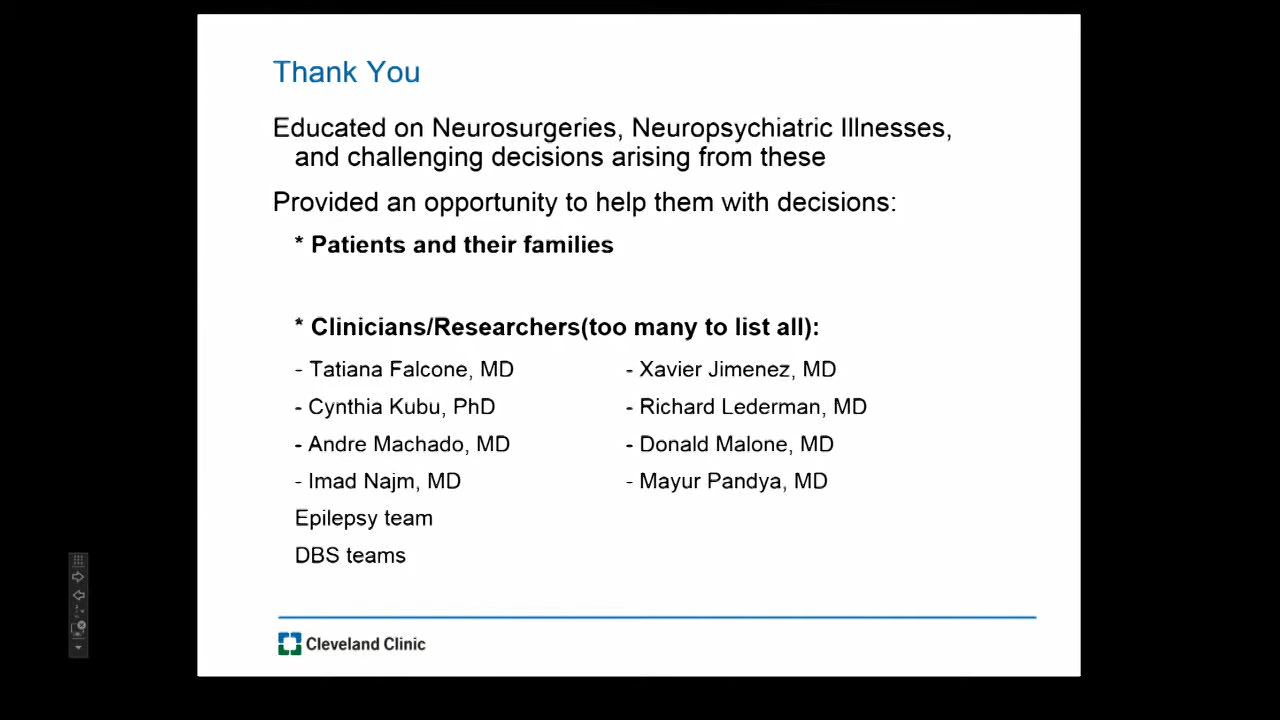 Thank You
Educated on Neurosurgeries, Neuropsychiatric Illnesses,
and challenging decisions arising from these
Provided an opportunity to help them with decisions:
* Patients and their families
* Clinicians/Researchers(too many to list all):
- Tatiana Falcone, MD
- Cynthia Kubu, PhD
- Andre Machado, MD
- Imad Najm, MD
Epilepsy team
DBS teams
- Xavier Jimenez, MD
- Richard Lederman, MD
- Donald Malone, MD
- Mayur Pandya, MD
Cleveland Clinic